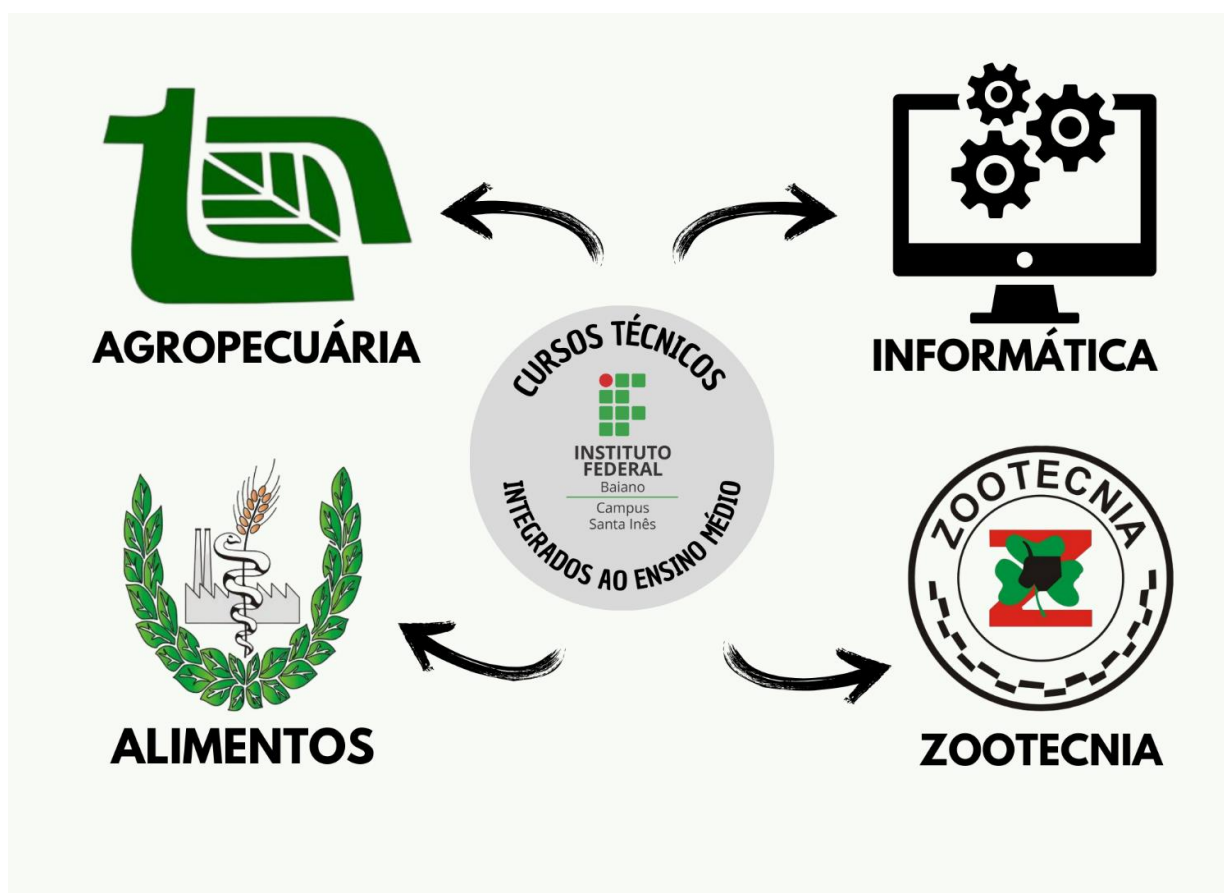 AGROPECUÁRIA
INFORMÁTICA
CURSOS TÉCNICOS
INSTITUTO
FEDERAL
Baiano
Campus
Santa Inês
INTEGRADOS AO ENSINO MÉDIO
ALIMENTOS
ZOOTECNIA
Z
ZOOTECNIA